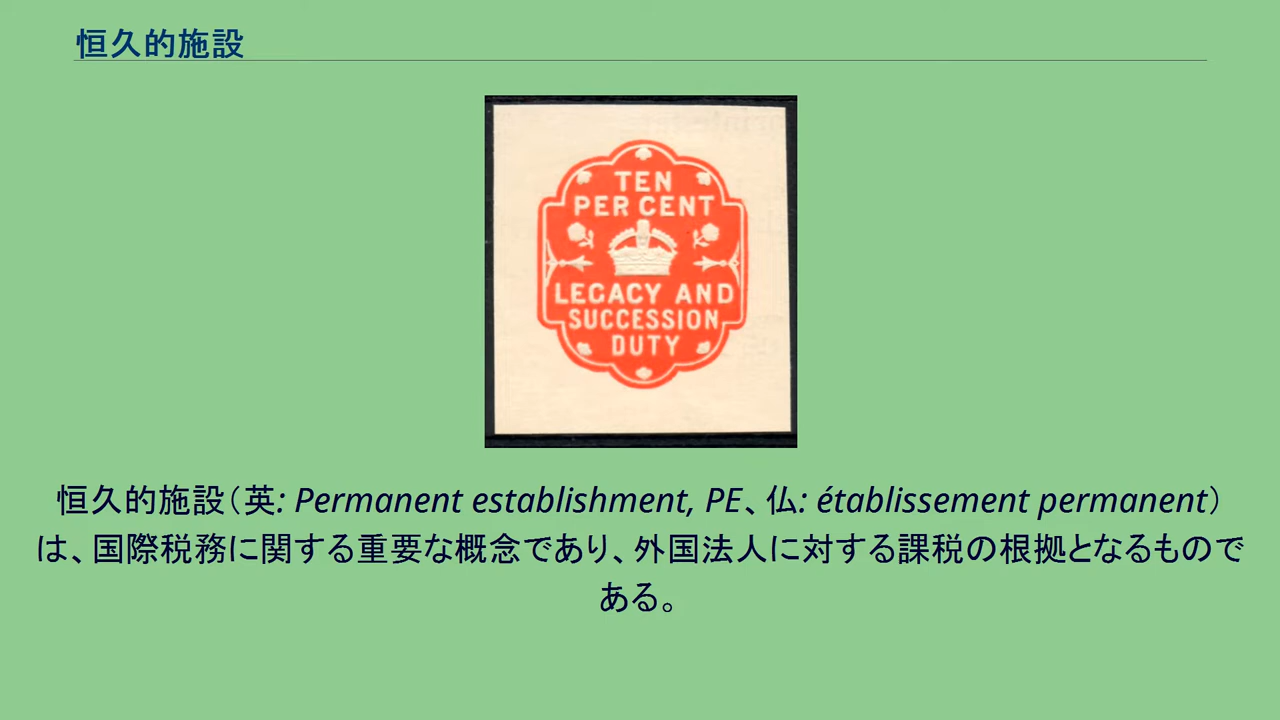 恒久的施設
TEN
PER CENT
LEGACY AND
SUCCESSION
DUTY
恒久的施設（英: Permanent establishment, PE、仏: établissement permanent）
は、国際税務に関する重要な概念であり、外国法人に対する課税の根拠となるもので
ある。